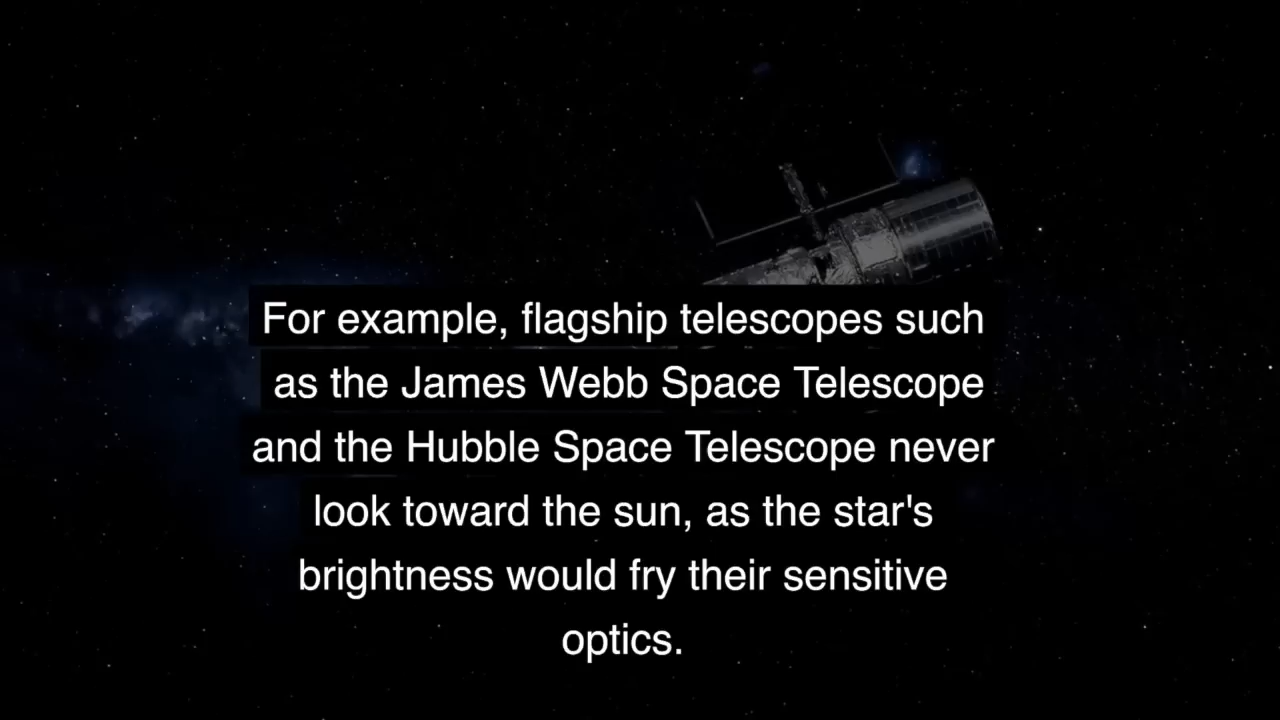 For example, flagship telescopes such
as the James Webb Space Telescope
and the Hubble Space Telescope never
look toward the sun, as the star's
brightness would fry their sensitive
optics.